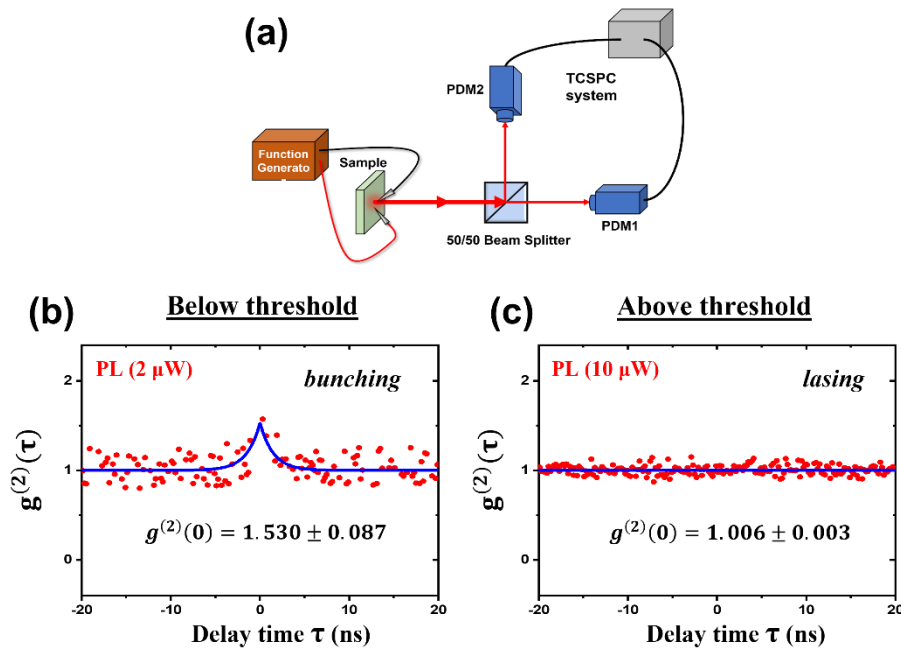 (a)
PDM2
TCSPC
system
Function
Generato
Sample
PDM1
50/50 Beam Splitter
(b)
Below threshold
PL (2 μW)
bunching
g(2)(τ)
2
1
0
g(2)(0) = 1.530 ± 0.087
-20
-10
0
10
20
Delay time τ (ns)
(c)
Above threshold
PL (10 μW)
lasing
g(2)(τ)
2
1
0
g(2)(0) = 1.006 ± 0.003
-20
-10
0
10
20
Delay time τ (ns)